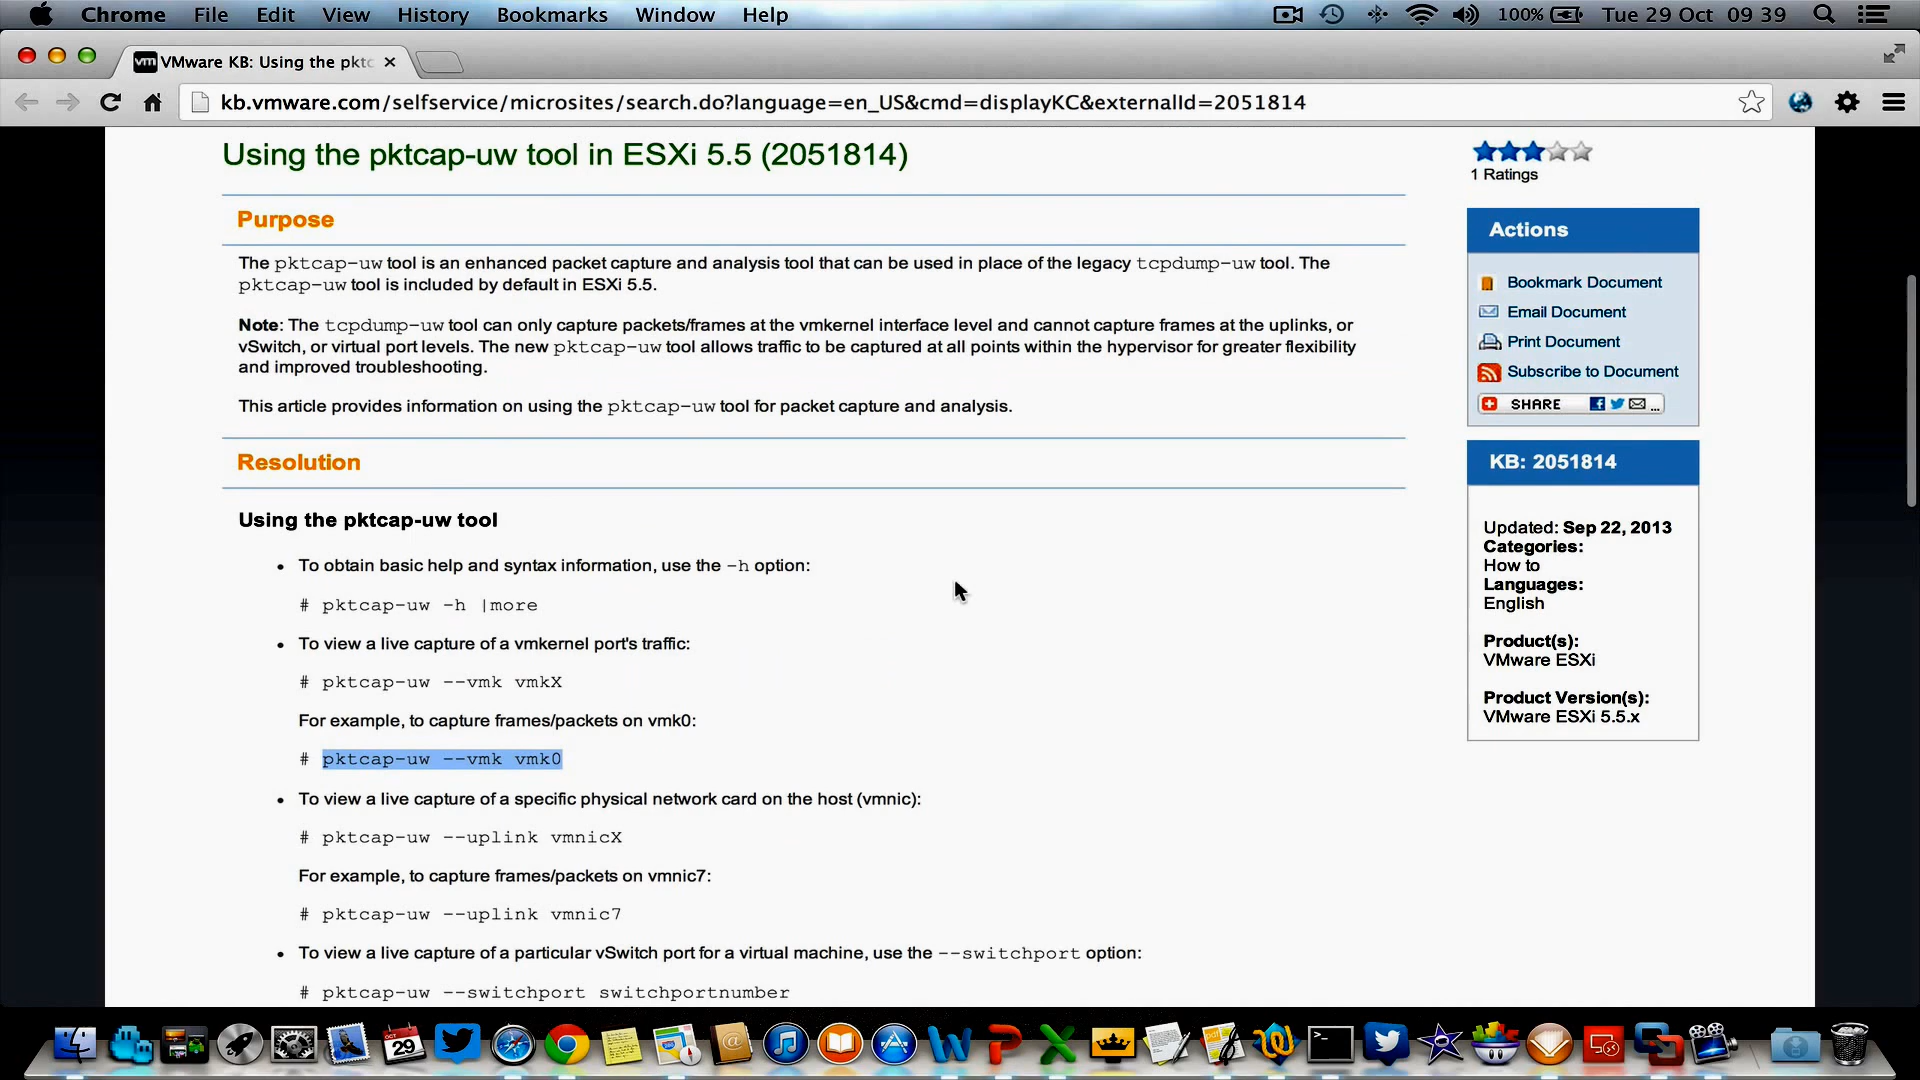 Chrome File Edit View History Bookmarks Window Help 100% Tue 29 Oct 09 39
vm VMware KB: Using the pktc
kb.vmware.com/selfservice/microsites/search.do?language=en_US&cmd=displayKC&externalId=2051814
Using the pktcap-uw tool in ESXi 5.5 (2051814)
1 Ratings
Purpose
The pktcap-uw tool is an enhanced packet capture and analysis tool that can be used in place of the legacy tcpdump-uw tool. The
pktcap-uw tool is included by default in ESXi 5.5.
Note: The tcpdump-uw tool can only capture packets/frames at the vmkernel interface level and cannot capture frames at the uplinks, or
vSwitch, or virtual port levels. The new pktcap-uw tool allows traffic to be captured at all points within the hypervisor for greater flexibility
and improved troubleshooting.
This article provides information on using the pktcap-uw tool for packet capture and analysis.
Resolution
Using the pktcap-uw tool
• To obtain basic help and syntax information, use the -h option:
# pktcap-uw -h |more
• To view a live capture of a vmkernel port's traffic:
# pktcap-uw --vmk vmkX
For example, to capture frames/packets on vmk0:
# pktcap-uw --vmk vmk0
• To view a live capture of a specific physical network card on the host (vmnic):
# pktcap-uw --uplink vmnicX
For example, to capture frames/packets on vmnic7:
# pktcap-uw --uplink vmnic7
• To view a live capture of a particular vSwitch port for a virtual machine, use the --switchport option:
# pktcap-uw --switchport switchportnumber
Actions
Bookmark Document
Email Document
Print Document
Subscribe to Document
SHARE ...
KB: 2051814
Updated: Sep 22, 2013
Categories:
How to
Languages:
English
Product(s):
VMware ESXi
Product Version(s):
VMware ESXi 5.5.x
OCT
29